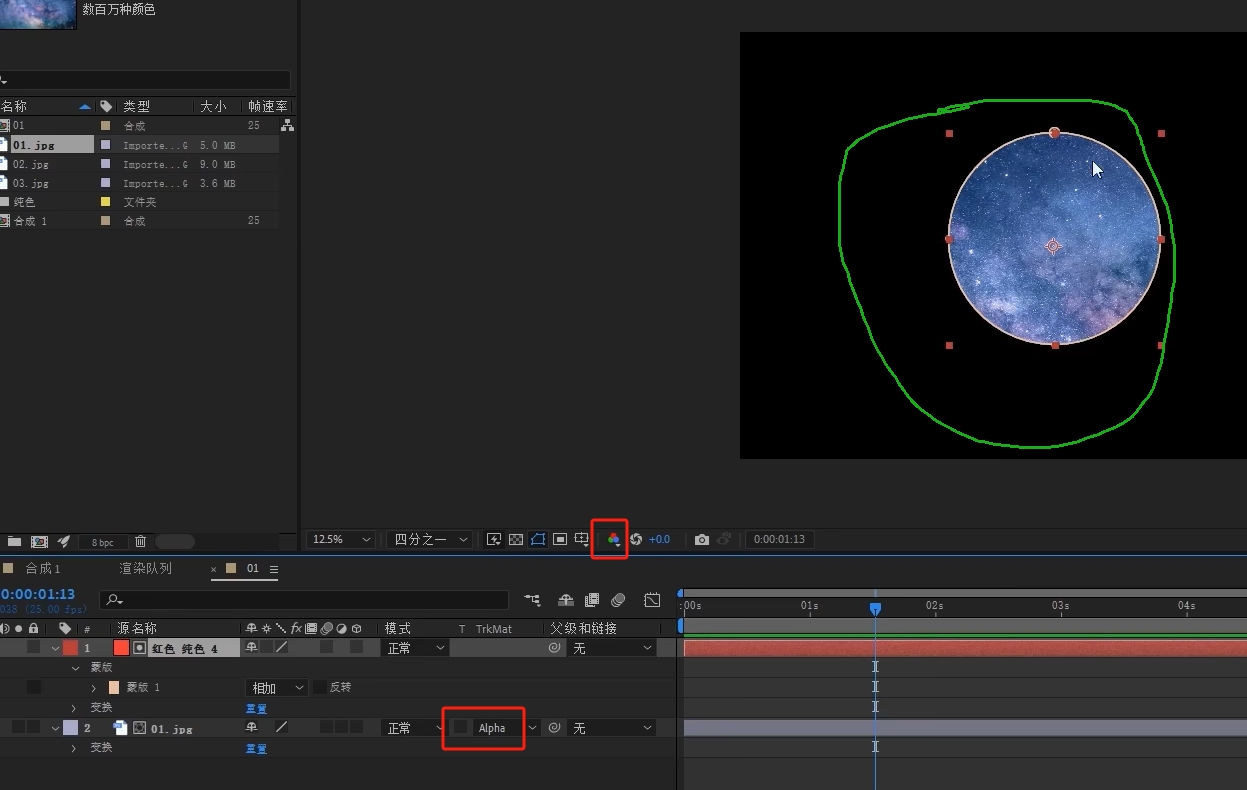 数百万种颜色
名称 类型 大小 帧速率
01 合成 25
01.jpg Importe...G 5.0 MB
02.jpg Importe...G 9.0 MB
03.jpg Importe...G 3.6 MB
纯色 文件夹
合成 1 合成 25
8 bpc
12.5% 四分之一 +0.0 0:00:01:13
合成1 渲染队列 × 01
0:00:01:13
038 (25.00 fps)
:00s 01s 02s 03s 04s
# 源名称 fx 模式 T TrkMat 父级和链接
1 红色 纯色 4 正常 无
蒙版
蒙版 1 相加 反转
变换 重置
2 01.jpg 正常 Alpha 无
变换 重置